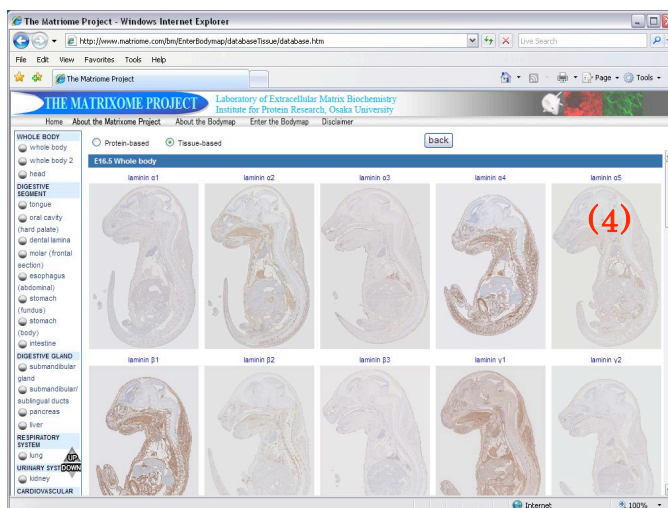 The Matriome Project - Windows Internet Explorer
http://www.matriome.com/bm/EnterBodymap/databaseTissue/database.htm
Live Search
File Edit View Favorites Tools Help
The Matriome Project
Page Tools
THE MATRIXOME PROJECT
Laboratory of Extracellular Matrix Biochemistry
Institute for Protein Research, Osaka University
Home About the Matrixome Project About the Bodymap Enter the Bodymap Disclaimer
WHOLE BODY
whole body
whole body 2
head
DIGESTIVE
SEGMENT
tongue
oral cavity
(hard palate)
dental lamina
molar (frontal
section)
esophagus
(abdominal)
stomach
(fundus)
stomach
(body)
intestine
DIGESTIVE GLAND
submandibular
gland
submandibular/
sublingual ducts
pancreas
liver
RESPIRATORY
SYSTEM
lung
UP
URINARY SYST
DOWN
kidney
CARDIOVASCULAR
Protein-based Tissue-based
back
E16.5 Whole body
laminin α1 laminin α2 laminin α3 laminin α4 laminin α5
(4)
laminin β1 laminin β2 laminin β3 laminin γ1 laminin γ2
Internet 100%